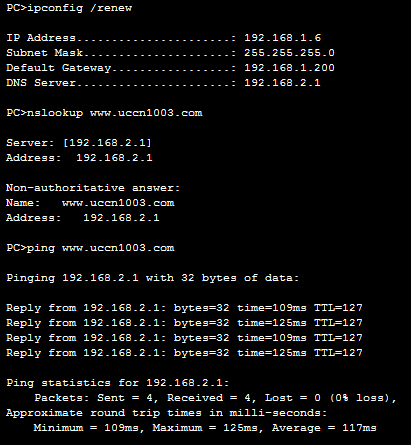 PC>ipconfig /renew
IP Address......................: 192.168.1.6
Subnet Mask.....................: 255.255.255.0
Default Gateway.................: 192.168.1.200
DNS Server......................: 192.168.2.1
PC>nslookup www.uccn1003.com
Server: [192.168.2.1]
Address:  192.168.2.1
Non-authoritative answer:
Name:   www.uccn1003.com
Address:   192.168.2.1
PC>ping www.uccn1003.com
Pinging 192.168.2.1 with 32 bytes of data:
Reply from 192.168.2.1: bytes=32 time=109ms TTL=127
Reply from 192.168.2.1: bytes=32 time=125ms TTL=127
Reply from 192.168.2.1: bytes=32 time=109ms TTL=127
Reply from 192.168.2.1: bytes=32 time=125ms TTL=127
Ping statistics for 192.168.2.1:
    Packets: Sent = 4, Received = 4, Lost = 0 (0% loss),
Approximate round trip times in milli-seconds:
    Minimum = 109ms, Maximum = 125ms, Average = 117ms